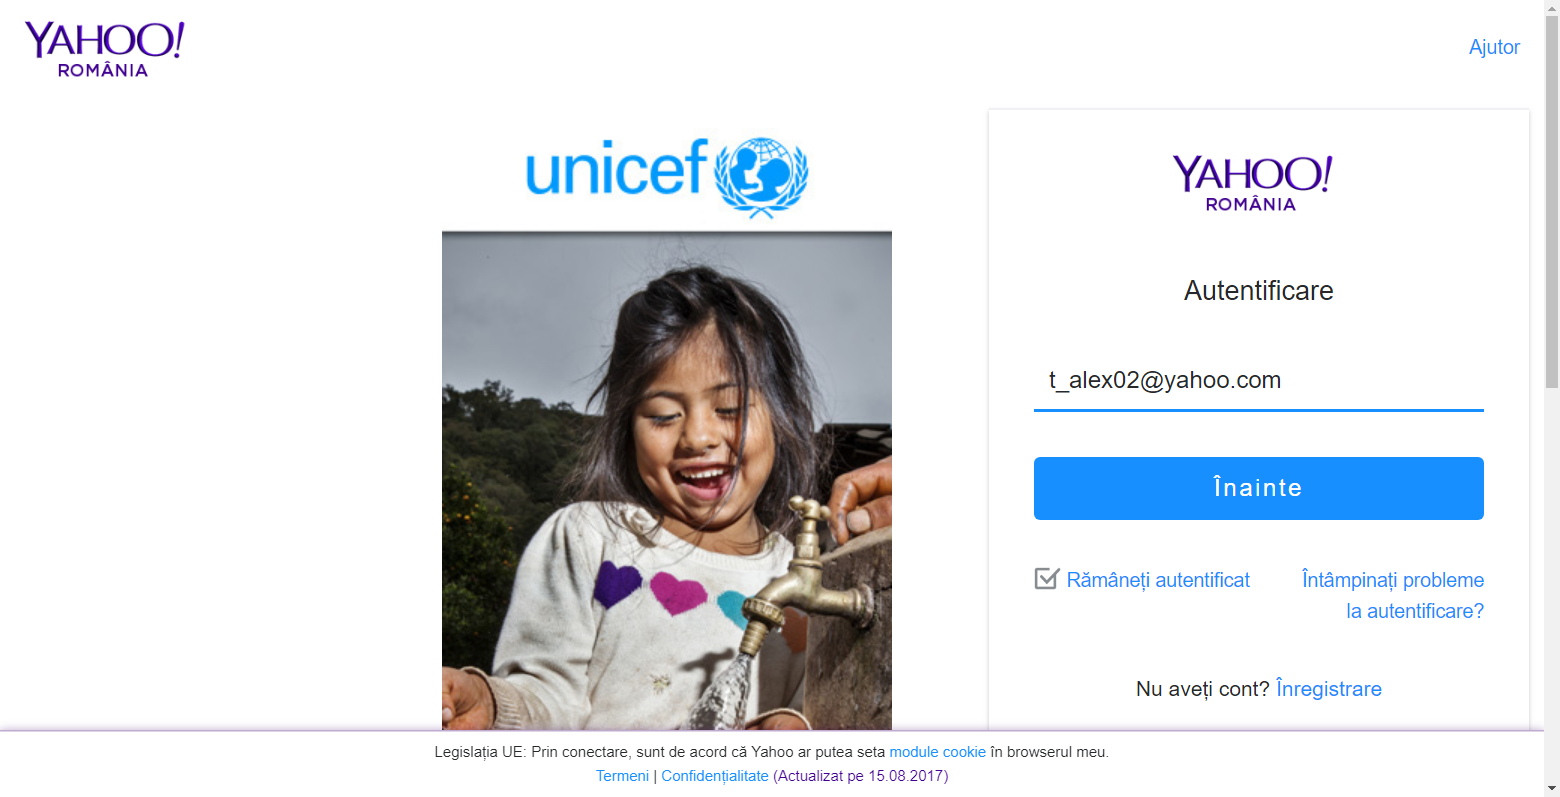 YAHOO!
ROMÂNIA
Ajutor
unicef
YAHOO!
ROMÂNIA
Autentificare
t_alex02@yahoo.com
Înainte
Rămâneți autentificat
Întâmpinați probleme
la autentificare?
Nu aveți cont? Înregistrare
Legislația UE: Prin conectare, sunt de acord că Yahoo ar putea seta module cookie în browserul meu.
Termeni | Confidențialitate (Actualizat pe 15.08.2017)